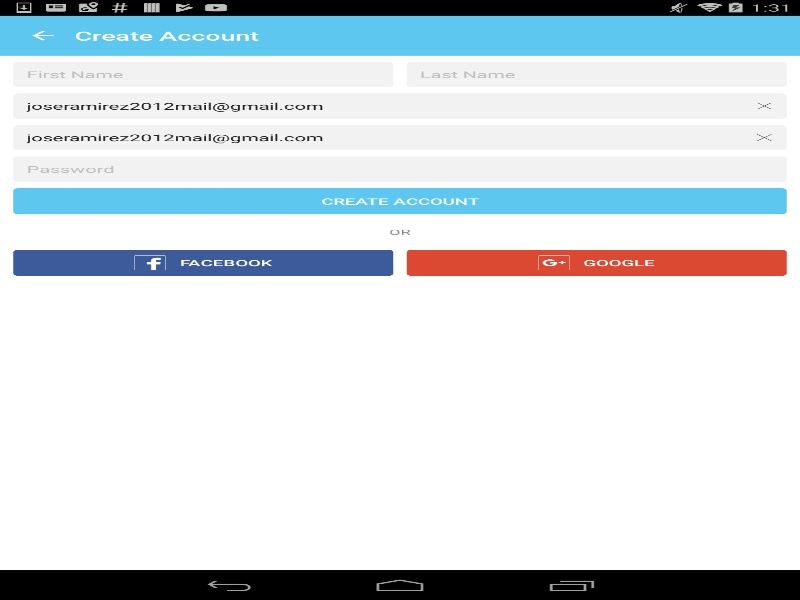 1:31
Create Account
First Name Last Name
joseramirez2012mail@gmail.com
joseramirez2012mail@gmail.com
Password
CREATE ACCOUNT
OR
f FACEBOOK G+ GOOGLE